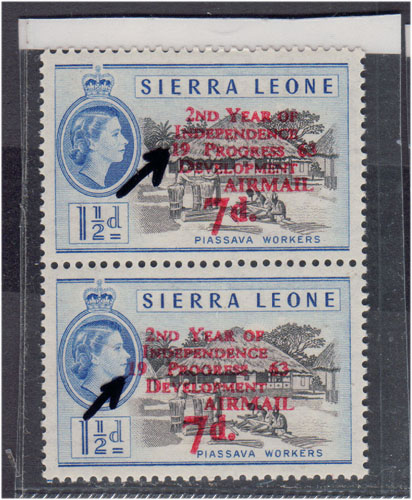 SIERRA LEONE
2ND YEAR OF
INDEPENDENCE
19 PROGRESS 63
DEVELOPMENT
AIRMAIL
7d.
1½d
PIASSAVA WORKERS
SIERRA LEONE
2ND YEAR OF
INDEPENDENCE
19 PROGRESS 63
DEVELOPMENT
AIRMAIL
7d.
1½d
PIASSAVA WORKERS